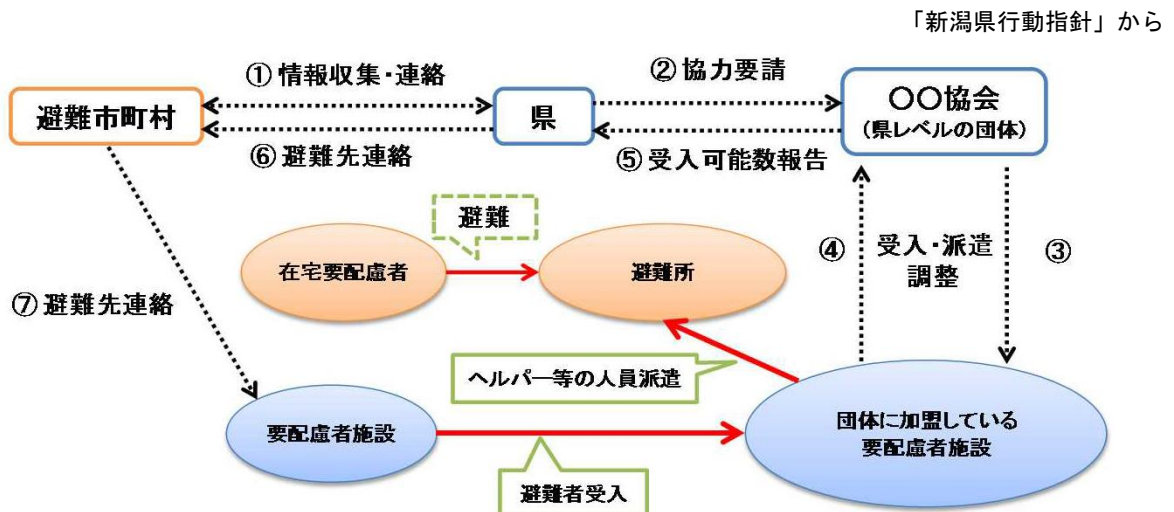 「新潟県行動指針」から
①情報収集・連絡
②協力要請
避難市町村
県
〇〇協会
(県レベルの団体)
⑥避難先連絡
⑤受入可能数報告
避難
④
受入・派遣
調整
③
在宅要配慮者
避難所
⑦避難先連絡
ヘルパー等の人員派遣
要配慮者施設
団体に加盟している
要配慮者施設
避難者受入